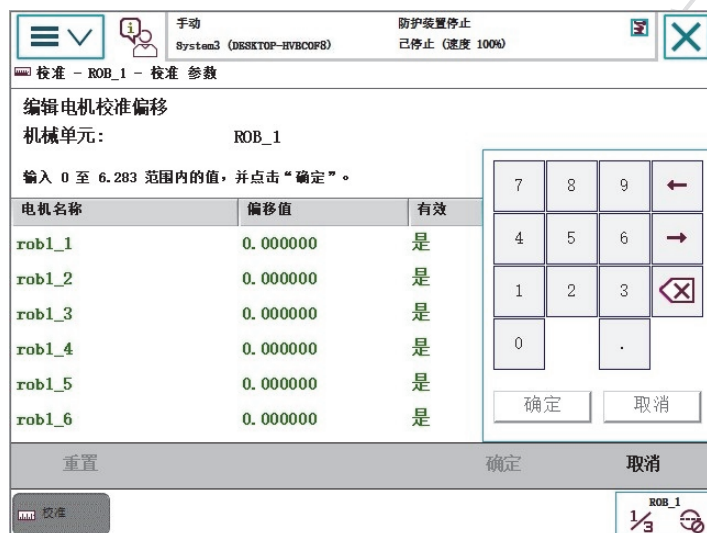 手动
System3 (DESKTOP-HVBCOF8)
防护装置停止
已停止 (速度 100%)
校准 - ROB_1 - 校准 参数
编辑电机校准偏移
机械单元: ROB_1
输入 0 至 6.283 范围内的值,并点击“确定”。
电机名称 偏移值 有效
rob1_1 0.000000 是
rob1_2 0.000000 是
rob1_3 0.000000 是
rob1_4 0.000000 是
rob1_5 0.000000 是
rob1_6 0.000000 是
7 8 9
4 5 6
1 2 3
0 .
确定 取消
重置 确定 取消
校准
ROB_1
1/3